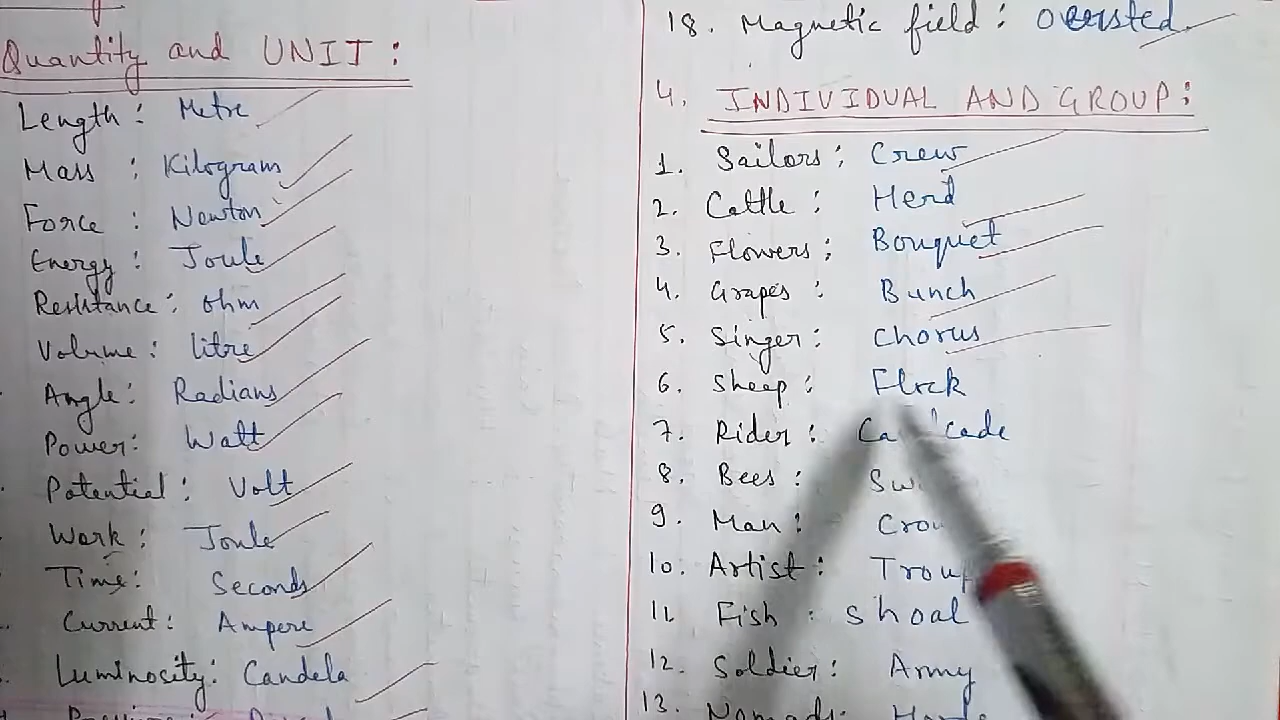 Quantity and UNIT:
Length: Metre
Mass: Kilogram
Force: Newton
Energy: Joule
Resistance: ohm
Volume: litre
Angle: Radians
Power: Watt
Potential: Volt
Work: Joule
Time: Seconds
Current: Ampere
Luminosity: Candela
18. Magnetic field: Oersted
4. INDIVIDUAL AND GROUP:
1. Sailors: Crew
2. Cattle: Herd
3. Flowers: Bouquet
4. Grapes: Bunch
5. Singer: Chorus
6. Sheep: Flock
7. Rider:
8. Bees:
9. Man:
10. Artist:
11. Fish: Shoal
12. Soldier: Army
13.